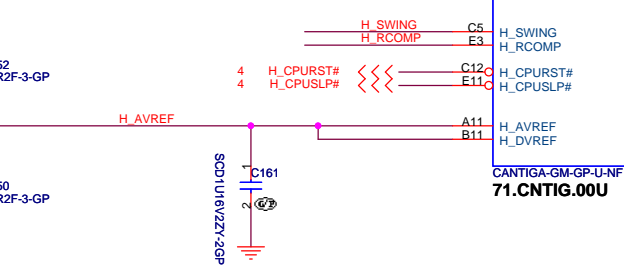 H_SWING C5 H_SWING
H_RCOMP E3 H_RCOMP
52
R2F-3-GP
4 H_CPURST# C12 H_CPURST#
4 H_CPUSLP# E11 H_CPUSLP#
H_AVREF A11 H_AVREF
B11 H_DVREF
1
C161
SCD1U16V2ZY-2GP
2 G/P
CANTIGA-GM-GP-U-NF
71.CNTIG.00U
60
R2F-3-GP